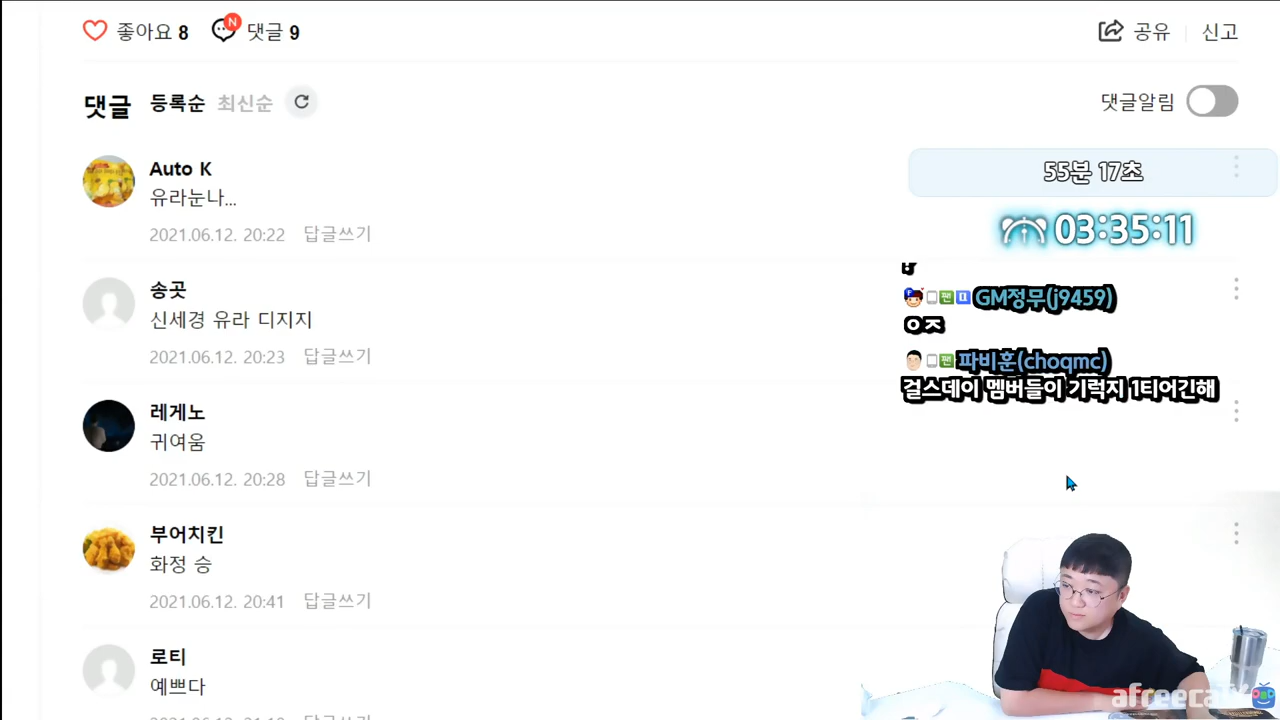 좋아요 8 N 댓글 9 공유 신고
댓글 등록순 최신순 댓글알림
Auto K
유라눈나...
2021.06.12. 20:22 답글쓰기
송곳
신세경 유라 디지지
2021.06.12. 20:23 답글쓰기
레게노
귀여움
2021.06.12. 20:28 답글쓰기
부어치킨
화정 승
2021.06.12. 20:41 답글쓰기
로티
예쁘다
55분 17초
03:35:11
팬 GM정무(j9459)
ㅇㅈ
팬 파비훈(choqmc)
걸스데이 멤버들이 기럭지 1티어긴해